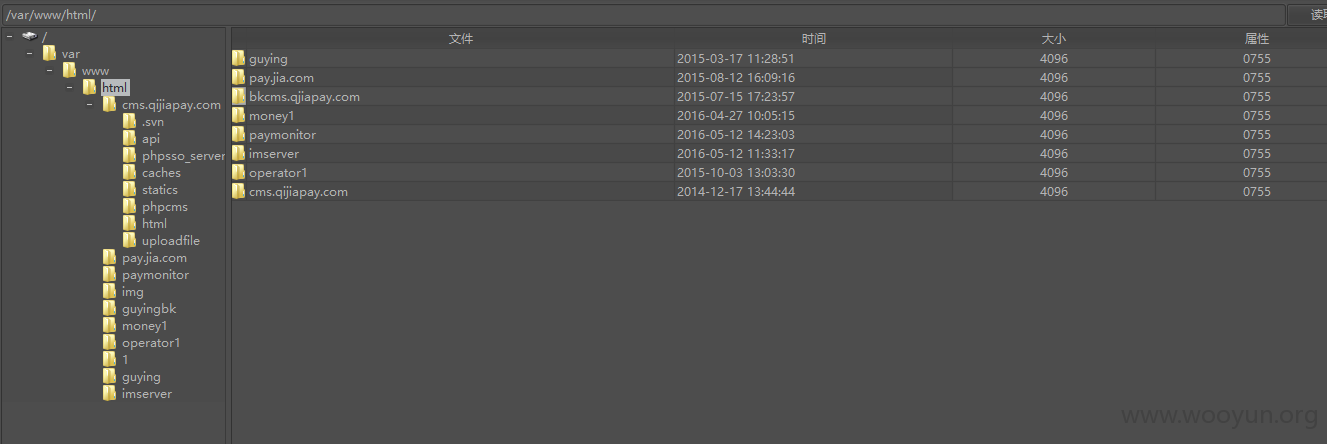 /var/www/html/
读取
/
var
www
html
cms.qijiapay.com
.svn
api
phpsso_server
caches
statics
phpcms
html
uploadfile
pay.jia.com
paymonitor
img
guyingbk
money1
operator1
1
guying
imserver
文件 时间 大小 属性
guying 2015-03-17 11:28:51 4096 0755
pay.jia.com 2015-08-12 16:09:16 4096 0755
bkcms.qijiapay.com 2015-07-15 17:23:57 4096 0755
money1 2016-04-27 10:05:15 4096 0755
paymonitor 2016-05-12 14:23:03 4096 0755
imserver 2016-05-12 11:33:17 4096 0755
operator1 2015-10-03 13:03:30 4096 0755
cms.qijiapay.com 2014-12-17 13:44:44 4096 0755
www.wooyun.org